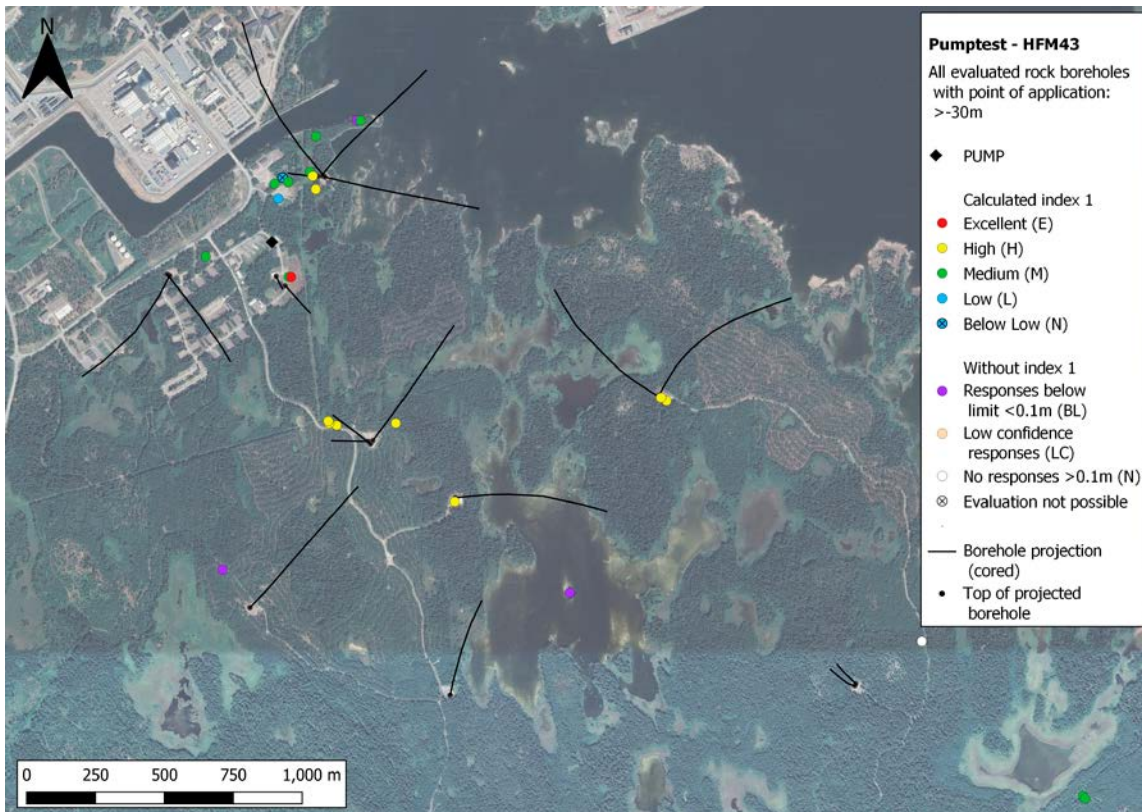 N
Pumptest - HFM43
All evaluated rock boreholes
with point of application:
>-30m
PUMP
Calculated index 1
Excellent (E)
High (H)
Medium (M)
Low (L)
Below Low (N)
Without index 1
Responses below
limit <0.1m (BL)
Low confidence
responses (LC)
No responses >0.1m (N)
Evaluation not possible
Borehole projection
(cored)
Top of projected
borehole
0 250 500 750 1,000 m